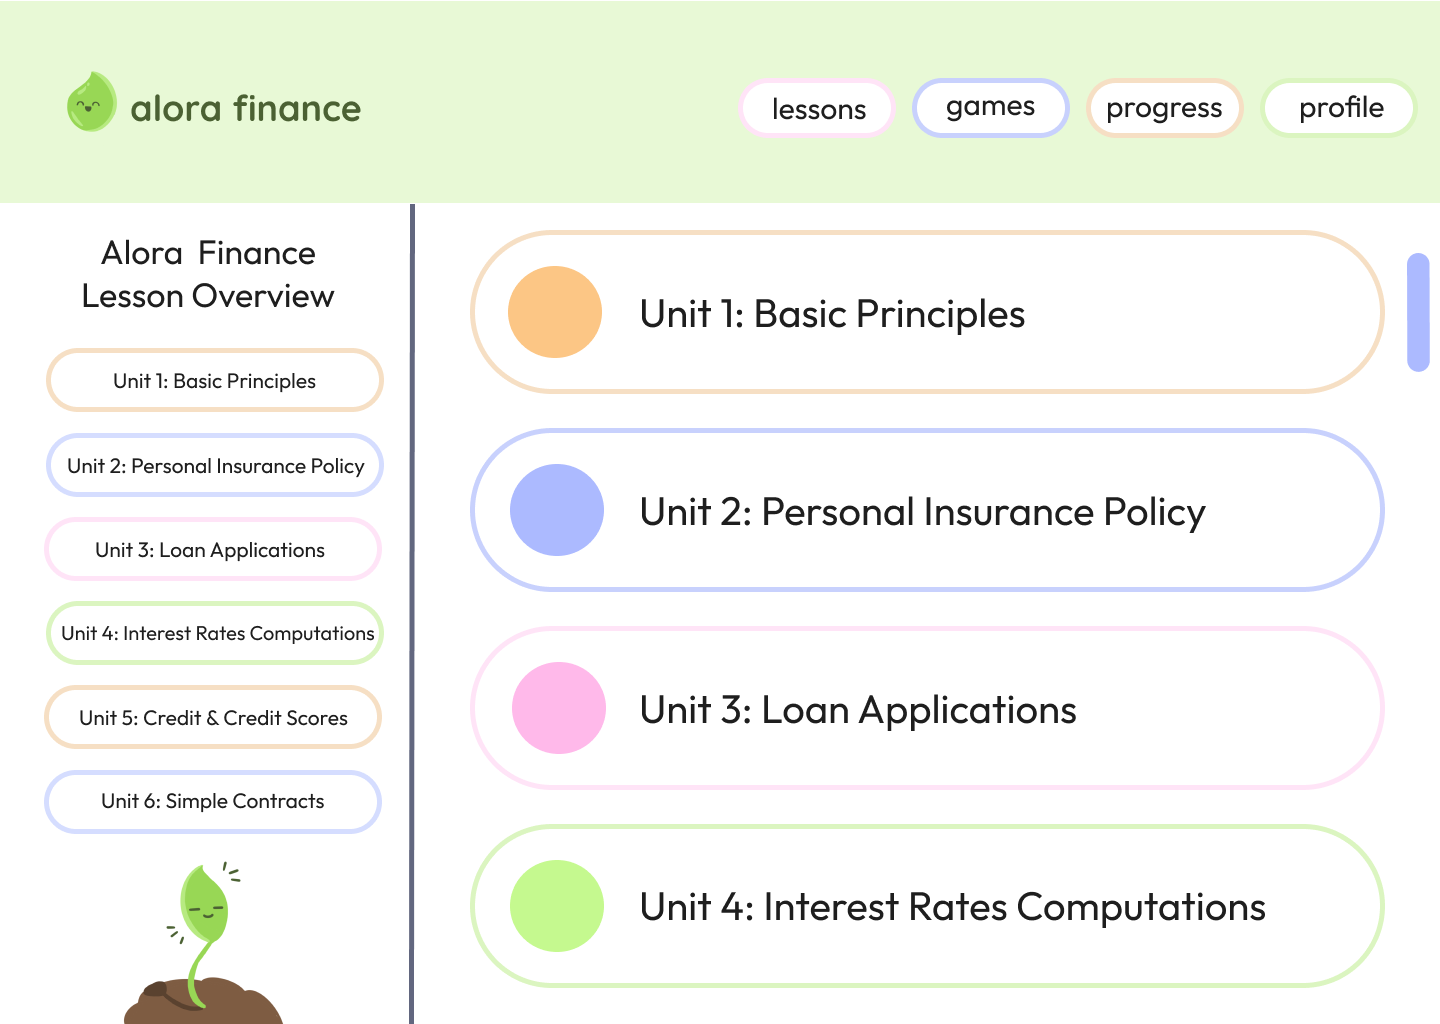 alora finance
lessons
games
progress
profile
Alora Finance
Lesson Overview
Unit 1: Basic Principles
Unit 2: Personal Insurance Policy
Unit 3: Loan Applications
Unit 4: Interest Rates Computations
Unit 5: Credit & Credit Scores
Unit 6: Simple Contracts
Unit 1: Basic Principles
Unit 2: Personal Insurance Policy
Unit 3: Loan Applications
Unit 4: Interest Rates Computations